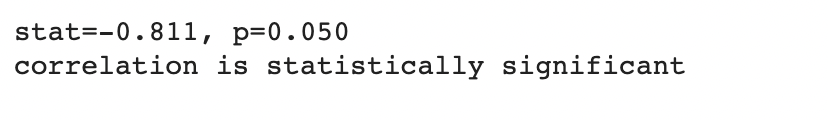 stat=-0.811, p=0.050
correlation is statistically significant